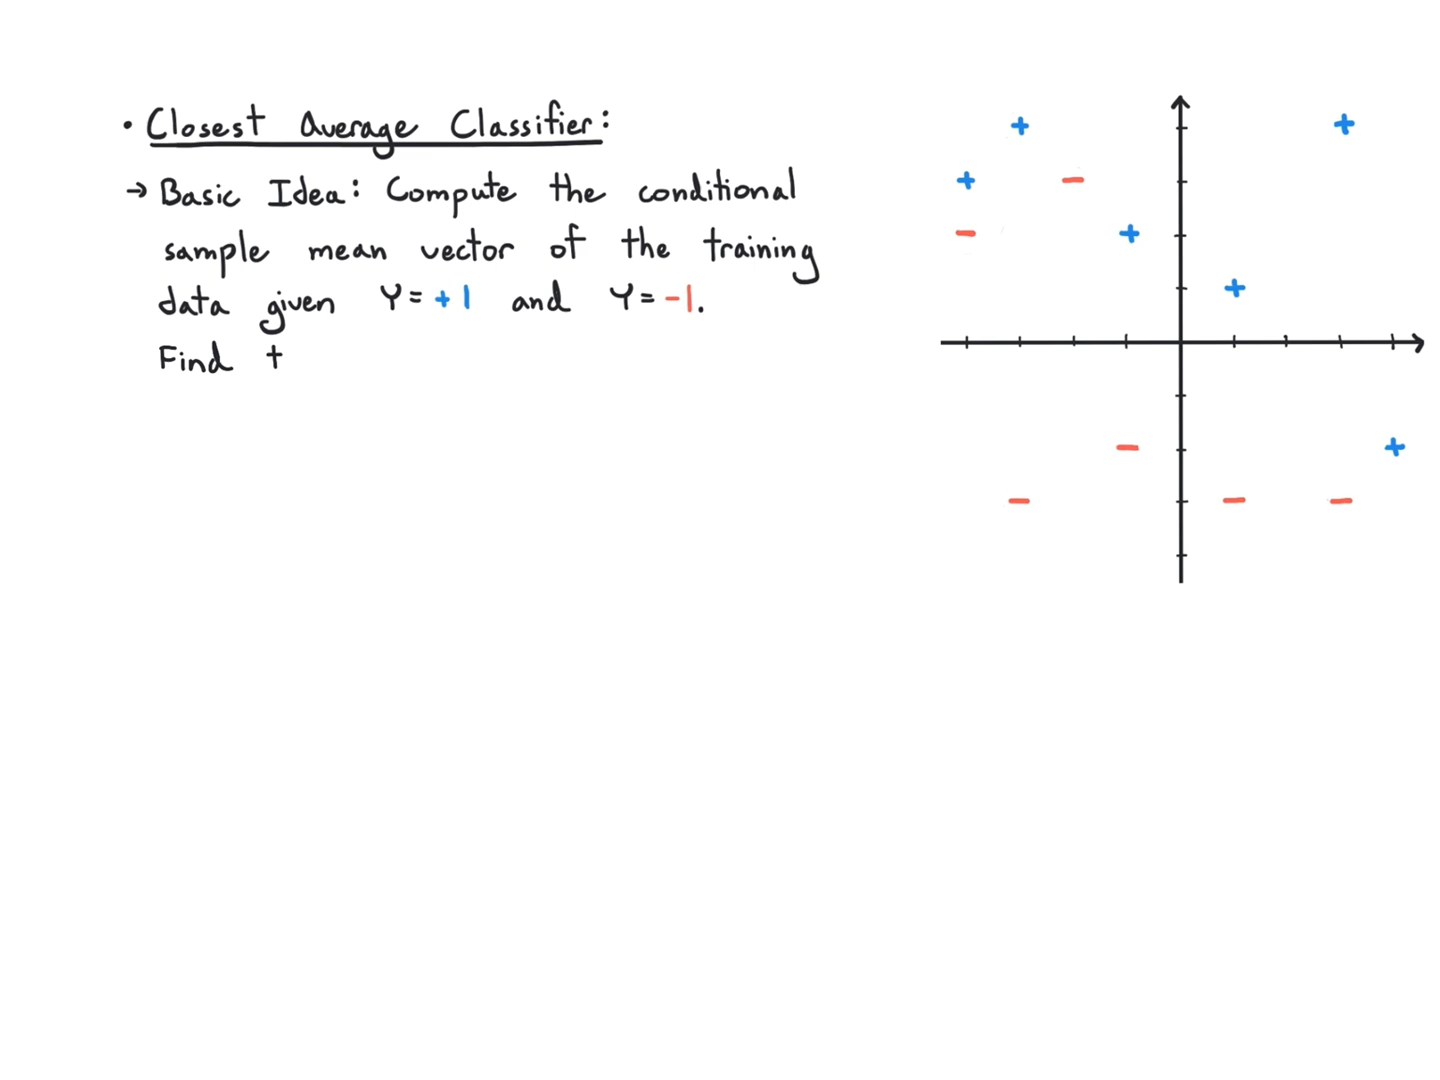 • Closest Average Classifier:
→ Basic Idea: Compute the conditional
sample mean vector of the training
data given Y = +1 and Y = -1.
Find t